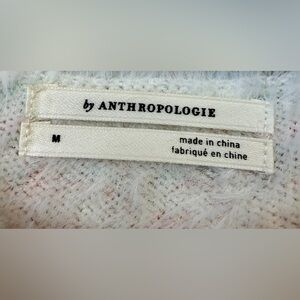 by ANTHROPOLOGIE
M
made in china
fabriqué en chine